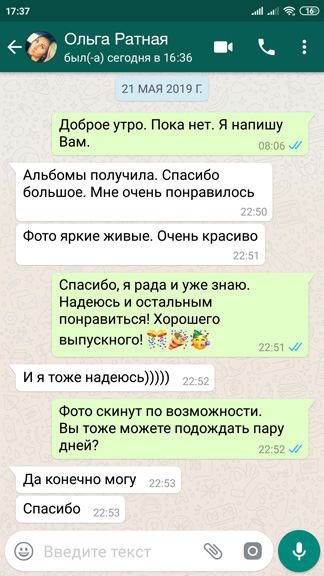 17:37
16
Ольга Ратная
был(-а) сегодня в 16:36
21 МАЯ 2019 Г.
Доброе утро. Пока нет. Я напишу
Вам.
08:06
Альбомы получила. Спасибо
большое. Мне очень понравилось
22:50
Фото яркие живые. Очень красиво
22:51
Спасибо, я рада и уже знаю.
Надеюсь и остальным
понравиться! Хорошего
выпускного! 🎊🎉🥳
22:51
И я тоже надеюсь))))) 22:52
Фото скинут по возможности.
Вы тоже можете подождать пару
дней?
22:52
Да конечно могу 22:53
Спасибо 22:53
Введите текст